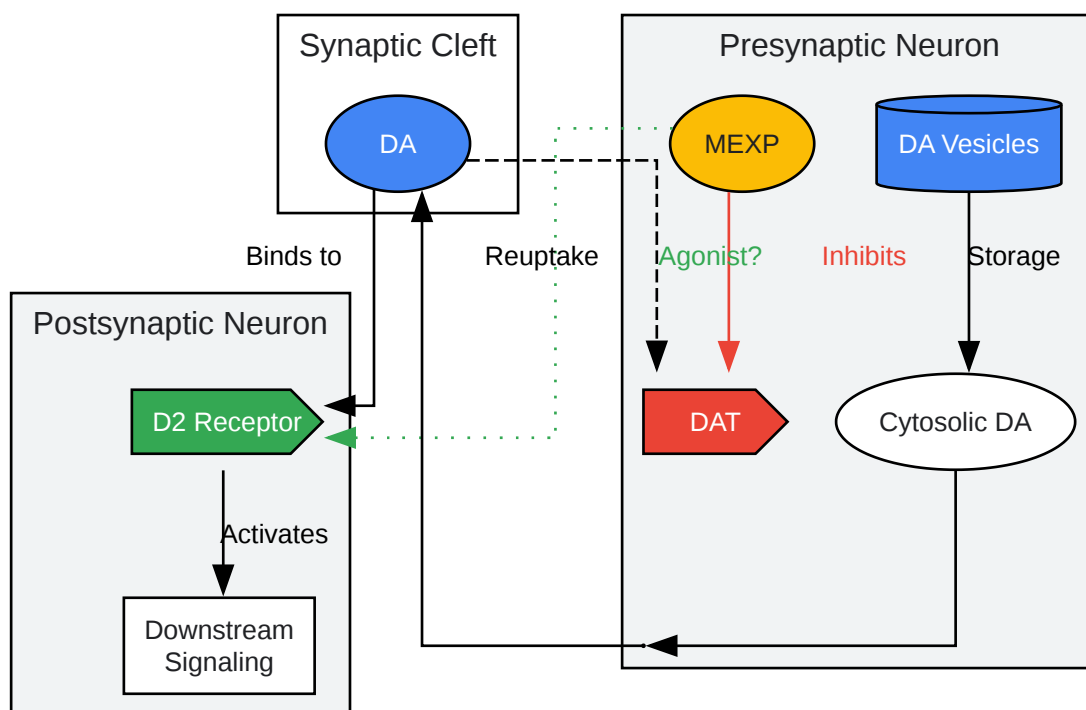 Synaptic Cleft
Presynaptic Neuron
DA
MEXP
DA Vesicles
Binds to
Reuptake
Agonist?
Inhibits
Storage
Postsynaptic Neuron
D2 Receptor
DAT
Cytosolic DA
Activates
Downstream
Signaling